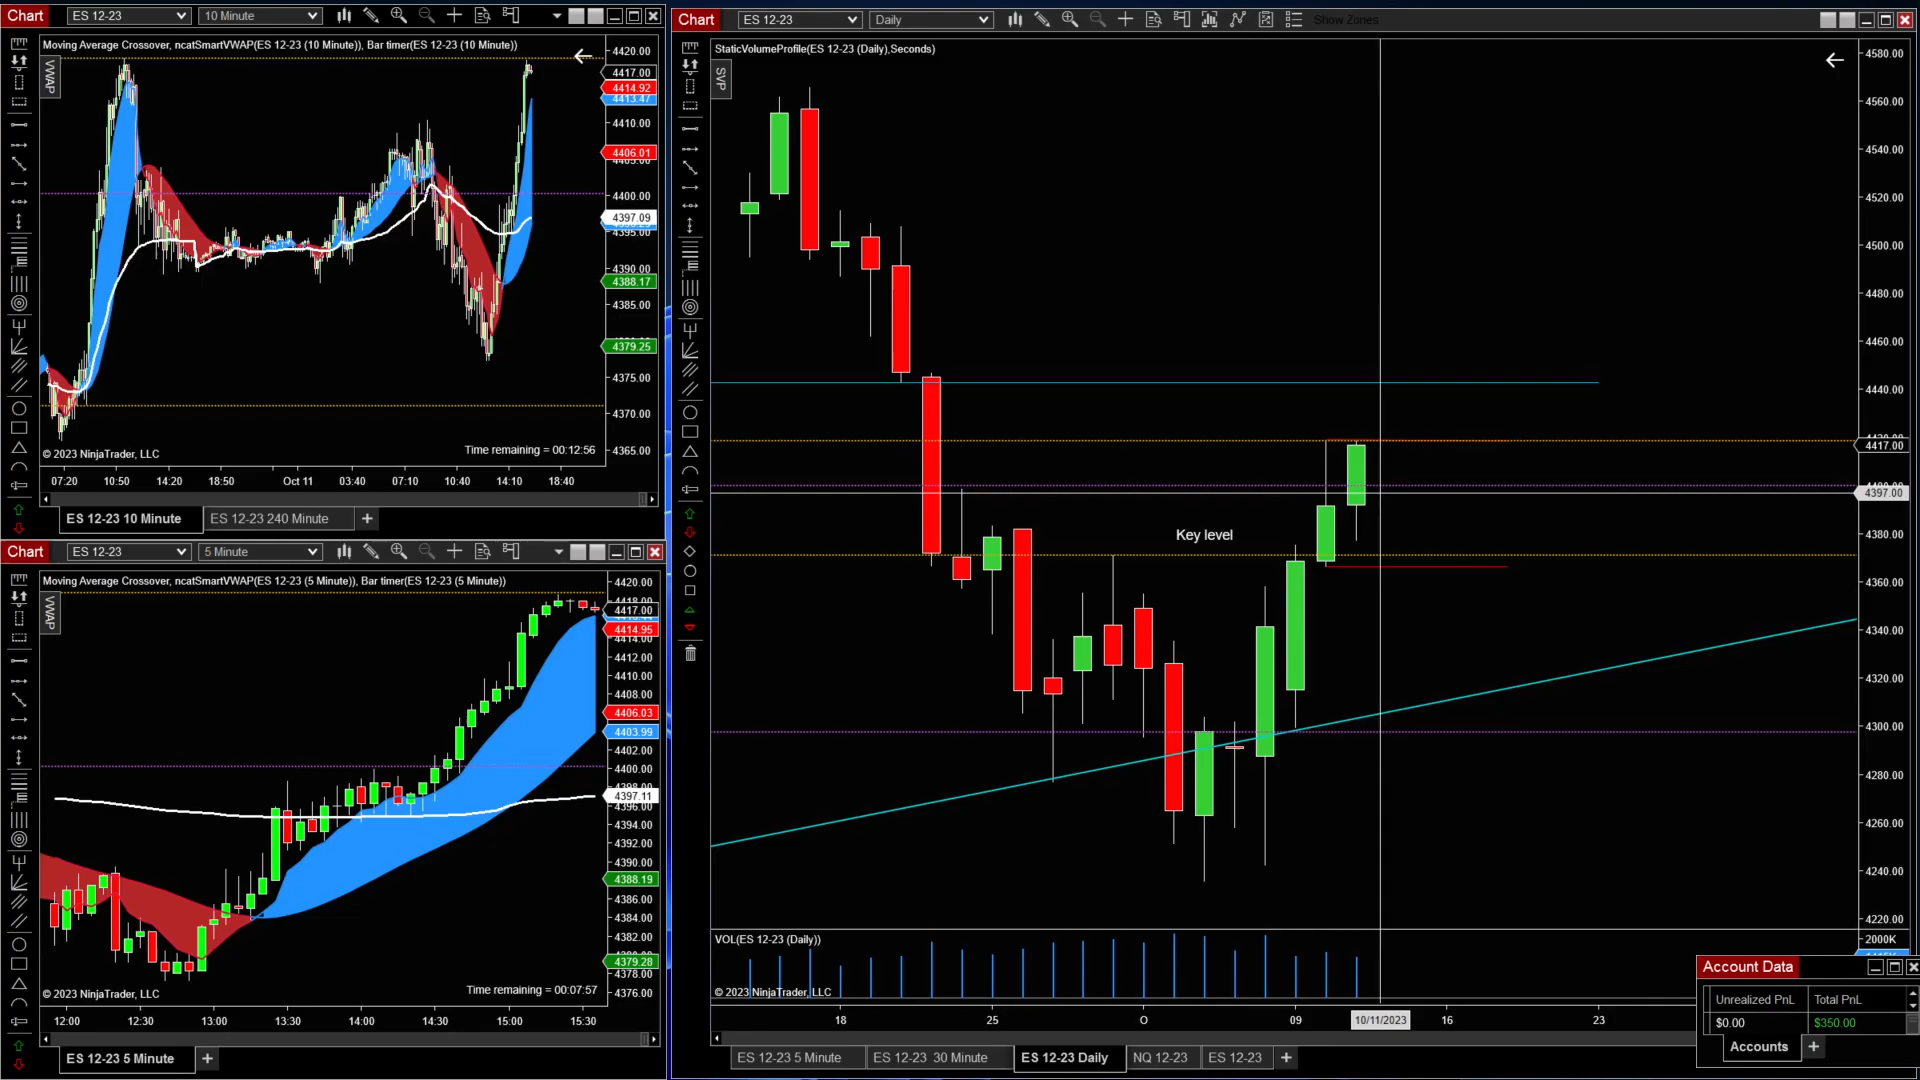 Chart
ES 12-23
10 Minute
Moving Average Crossover, ncatSmartVWAP(ES 12-23 (10 Minute)), Bar timer(ES 12-23 (10 Minute))
VWAP
4420.00
4417.00
4414.92
4413.47
4410.00
4406.01
4405.00
4400.00
4397.09
4395.00
4390.00
4388.17
4385.00
4379.25
4375.00
4370.00
4365.00
Time remaining = 00:12:56
© 2023 NinjaTrader, LLC
07:20
10:50
14:20
18:50
Oct 11
03:40
07:10
10:40
14:10
18:40
ES 12-23 10 Minute
ES 12-23 240 Minute
+
Chart
ES 12-23
5 Minute
Moving Average Crossover, ncatSmartVWAP(ES 12-23 (5 Minute)), Bar timer(ES 12-23 (5 Minute))
VWAP
4420.00
4418.00
4417.00
4414.95
4414.00
4412.00
4410.00
4408.00
4406.03
4403.99
4402.00
4400.00
4398.00
4397.11
4396.00
4394.00
4392.00
4390.00
4388.19
4386.00
4384.00
4382.00
4379.28
4378.00
4376.00
© 2023 NinjaTrader, LLC
Time remaining = 00:07:57
12:00
12:30
13:00
13:30
14:00
14:30
15:00
15:30
ES 12-23 5 Minute
+
Chart
ES 12-23
Daily
Show Zones
StaticVolumeProfile(ES 12-23 (Daily),Seconds)
SVP
4580.00
4560.00
4540.00
4520.00
4500.00
4480.00
4460.00
4440.00
4420.00
4417.00
4400.00
4397.00
4380.00
4360.00
4340.00
4320.00
4300.00
4280.00
4260.00
4240.00
4220.00
Key level
VOL(ES 12-23 (Daily))
2000K
© 2023 NinjaTrader, LLC
18
25
O
09
10/11/2023
16
23
ES 12-23 5 Minute
ES 12-23 30 Minute
ES 12-23 Daily
NQ 12-23
ES 12-23
+
Account Data
Unrealized PnL
Total PnL
$0.00
$350.00
Accounts
+